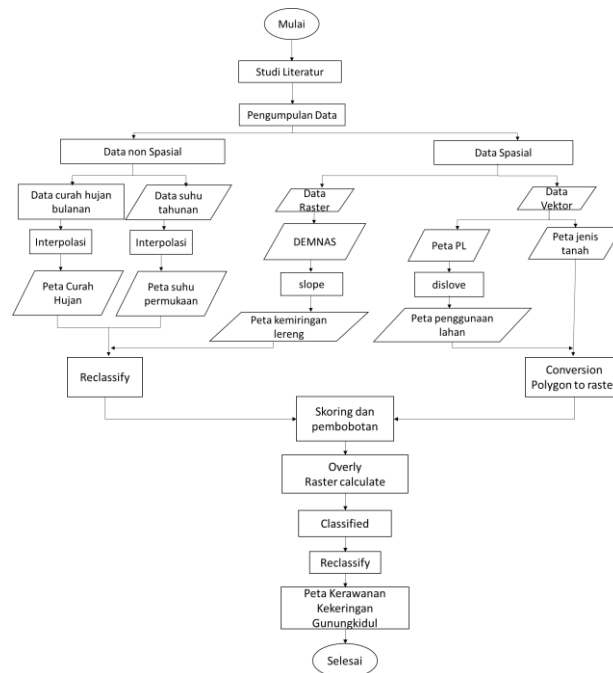 Mulai
Studi Literatur
Pengumpulan Data
Data non Spasial
Data Spasial
Data curah hujan
bulanan
Data suhu
tahunan
Data
Raster
Data
Vektor
Interpolasi
Interpolasi
DEMNAS
Peta PL
Peta jenis
tanah
Peta Curah
Hujan
Peta suhu
permukaan
slope
dislove
Peta kemiringan
lereng
Peta penggunaan
lahan
Reclassify
Conversion
Polygon to raste
Skoring dan
pembobotan
Overly
Raster calculate
Classified
Reclassify
Peta Kerawanan
Kekeringan
Gunungkidul
Selesai